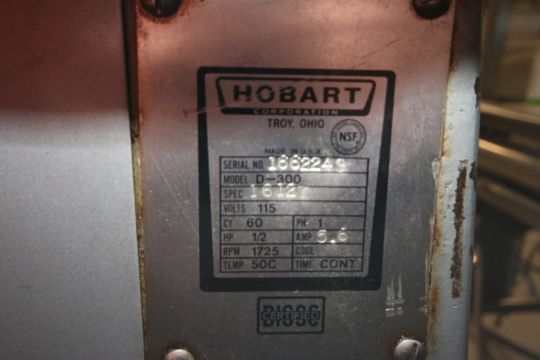 HOBART
CORPORATION
TROY, OHIO
NSF
MADE IN U.S.A.
SERIAL NO. 1662249
MODEL D-300
SPEC 16127
VOLTS 115
CY 60 PH 1
HP 1/2 AMP 5.6
RPM 1725 CODE
TEMP 50C TIME CONT
BISSC
CERTIFIED